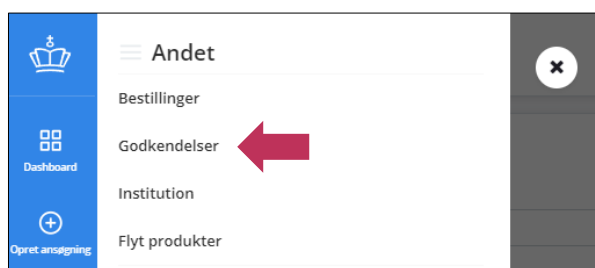 Andet
Bestillinger
Godkendelser
Institution
Flyt produkter
Dashboard
Opret ansøgning